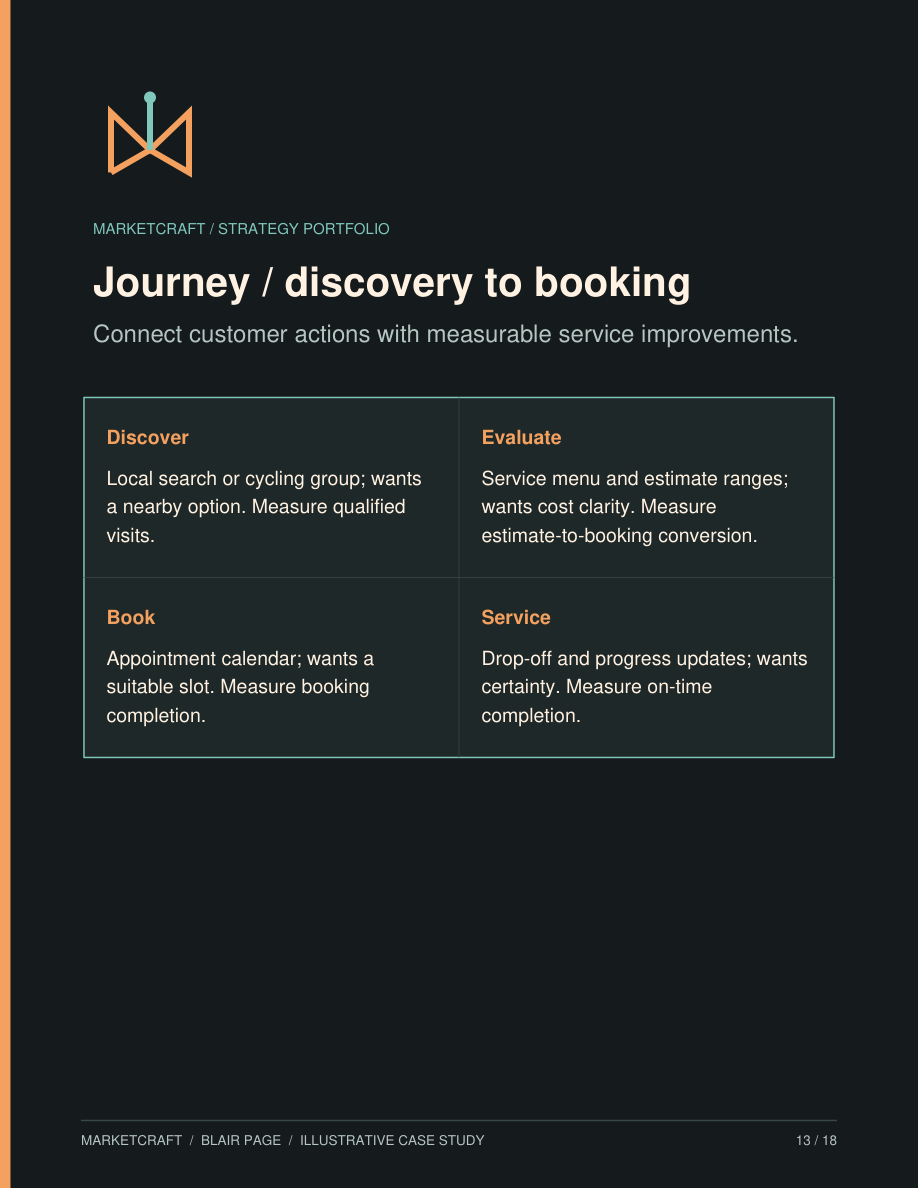 MARKETCRAFT / STRATEGY PORTFOLIO
Journey / discovery to booking
Connect customer actions with measurable service improvements.
Discover
Local search or cycling group; wants
a nearby option. Measure qualified
visits.
Evaluate
Service menu and estimate ranges;
wants cost clarity. Measure
estimate-to-booking conversion.
Book
Appointment calendar; wants a
suitable slot. Measure booking
completion.
Service
Drop-off and progress updates; wants
certainty. Measure on-time
completion.
MARKETCRAFT / BLAIR PAGE / ILLUSTRATIVE CASE STUDY
13 / 18